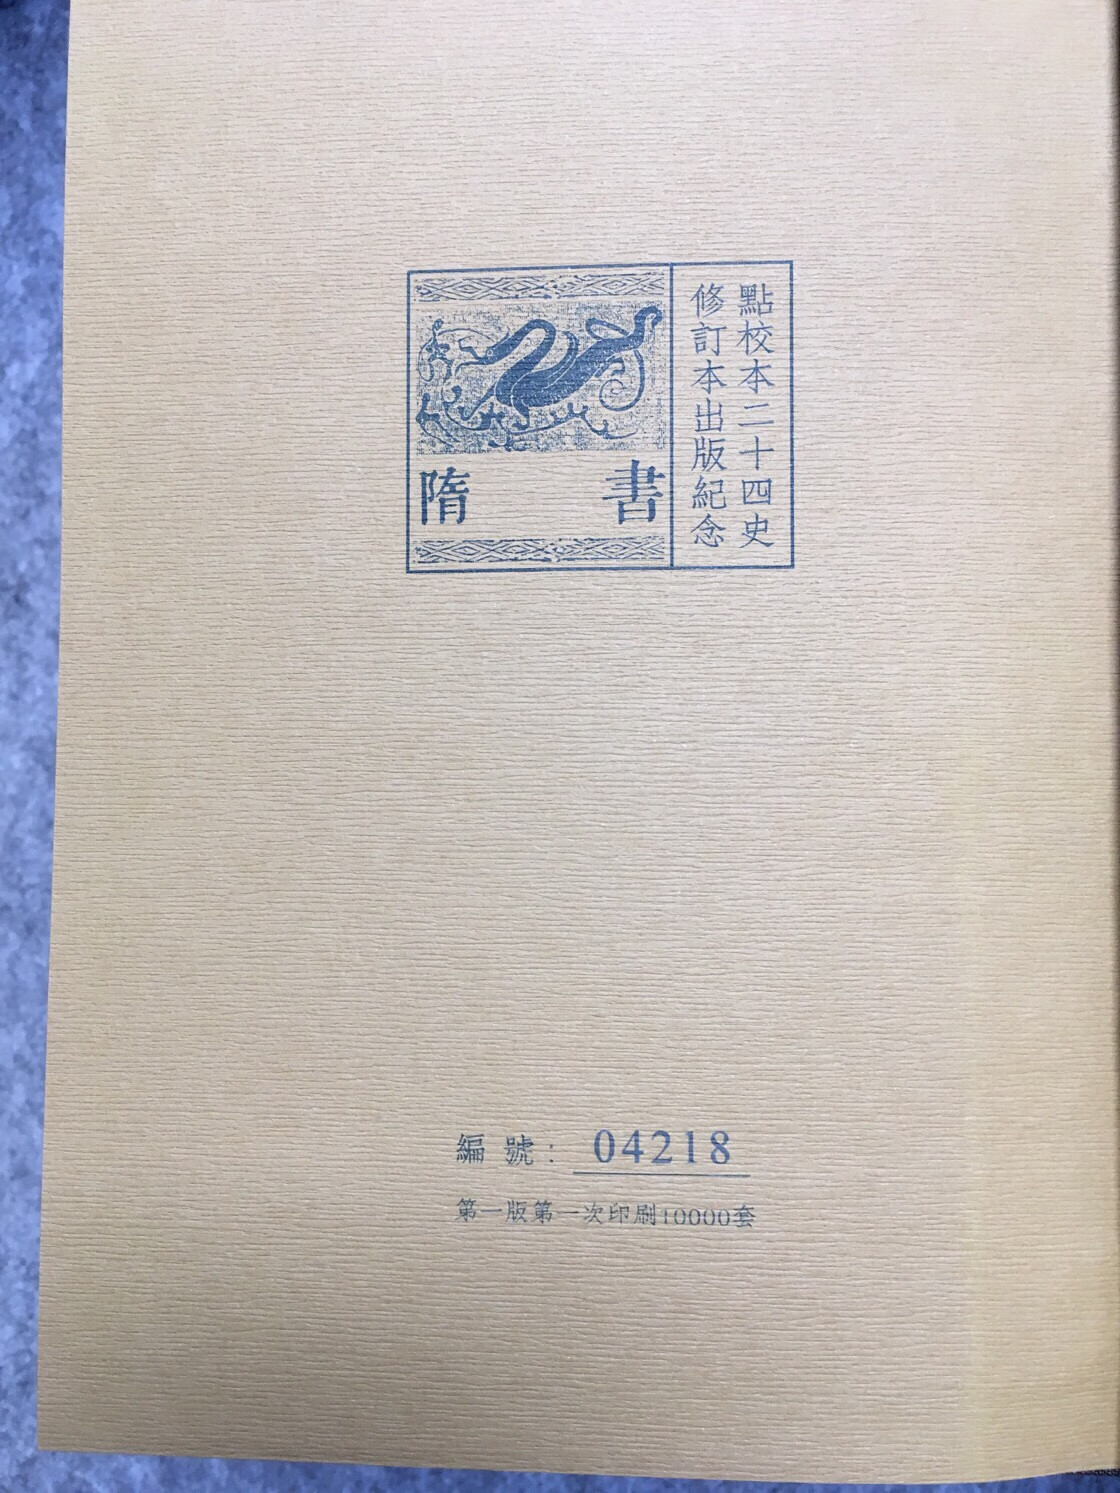 點校本二十四史
修訂本出版紀念
隋書
編號：04218
第一版第一次印刷10000套